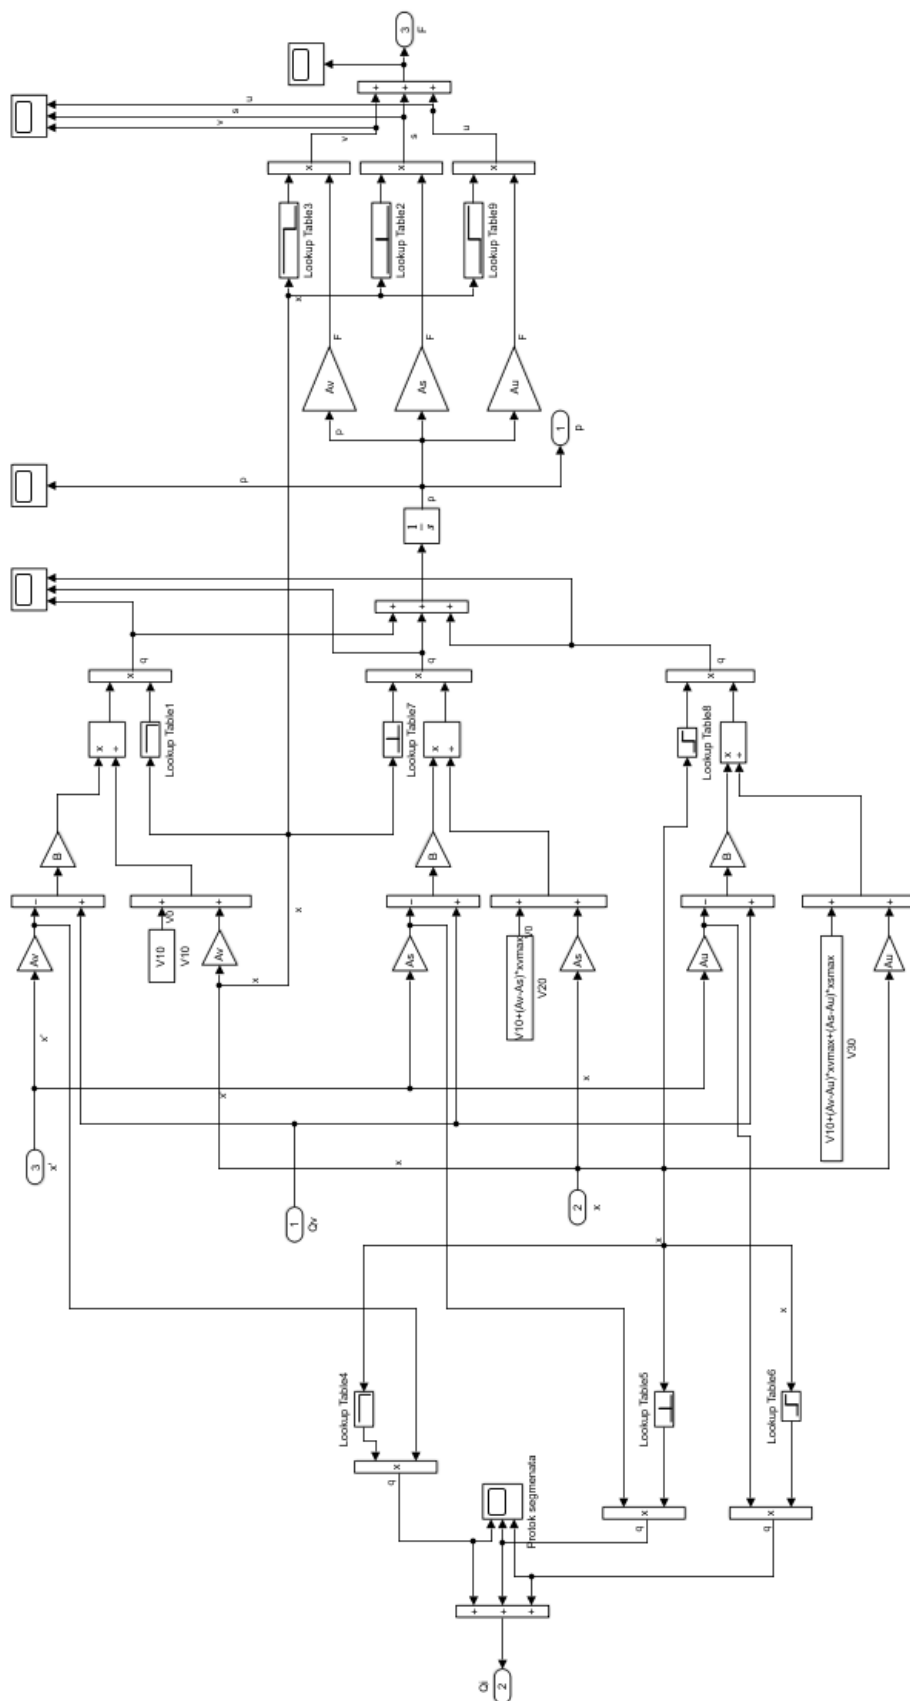 3
x'
x'
Av
−
+
B
x
÷
x
q
Lookup Table1
V10
V0
V10
+
+
Av
x
x
x
v
s
u
3
F
+
+
+
v
s
u
x
Lookup Table3
x
Lookup Table2
x
Lookup Table9
x
Av
F
As
F
Au
F
p
p
p
1
p
1
s
+
+
+
1
Qv
x
Lookup Table4
x
q
As
−
+
B
x
÷
x
q
Lookup Table7
V10+(Av-As)*xvmax
V0
V20
+
+
As
x
2
x
x
Qi
2
+
+
+
Protok segmenata
Lookup Table5
x
q
Au
−
+
B
x
÷
x
q
Lookup Table8
V10+(Av-Au)*xvmax+(As-Au)*xsmax
V30
+
+
Au
x
Lookup Table6
x
q